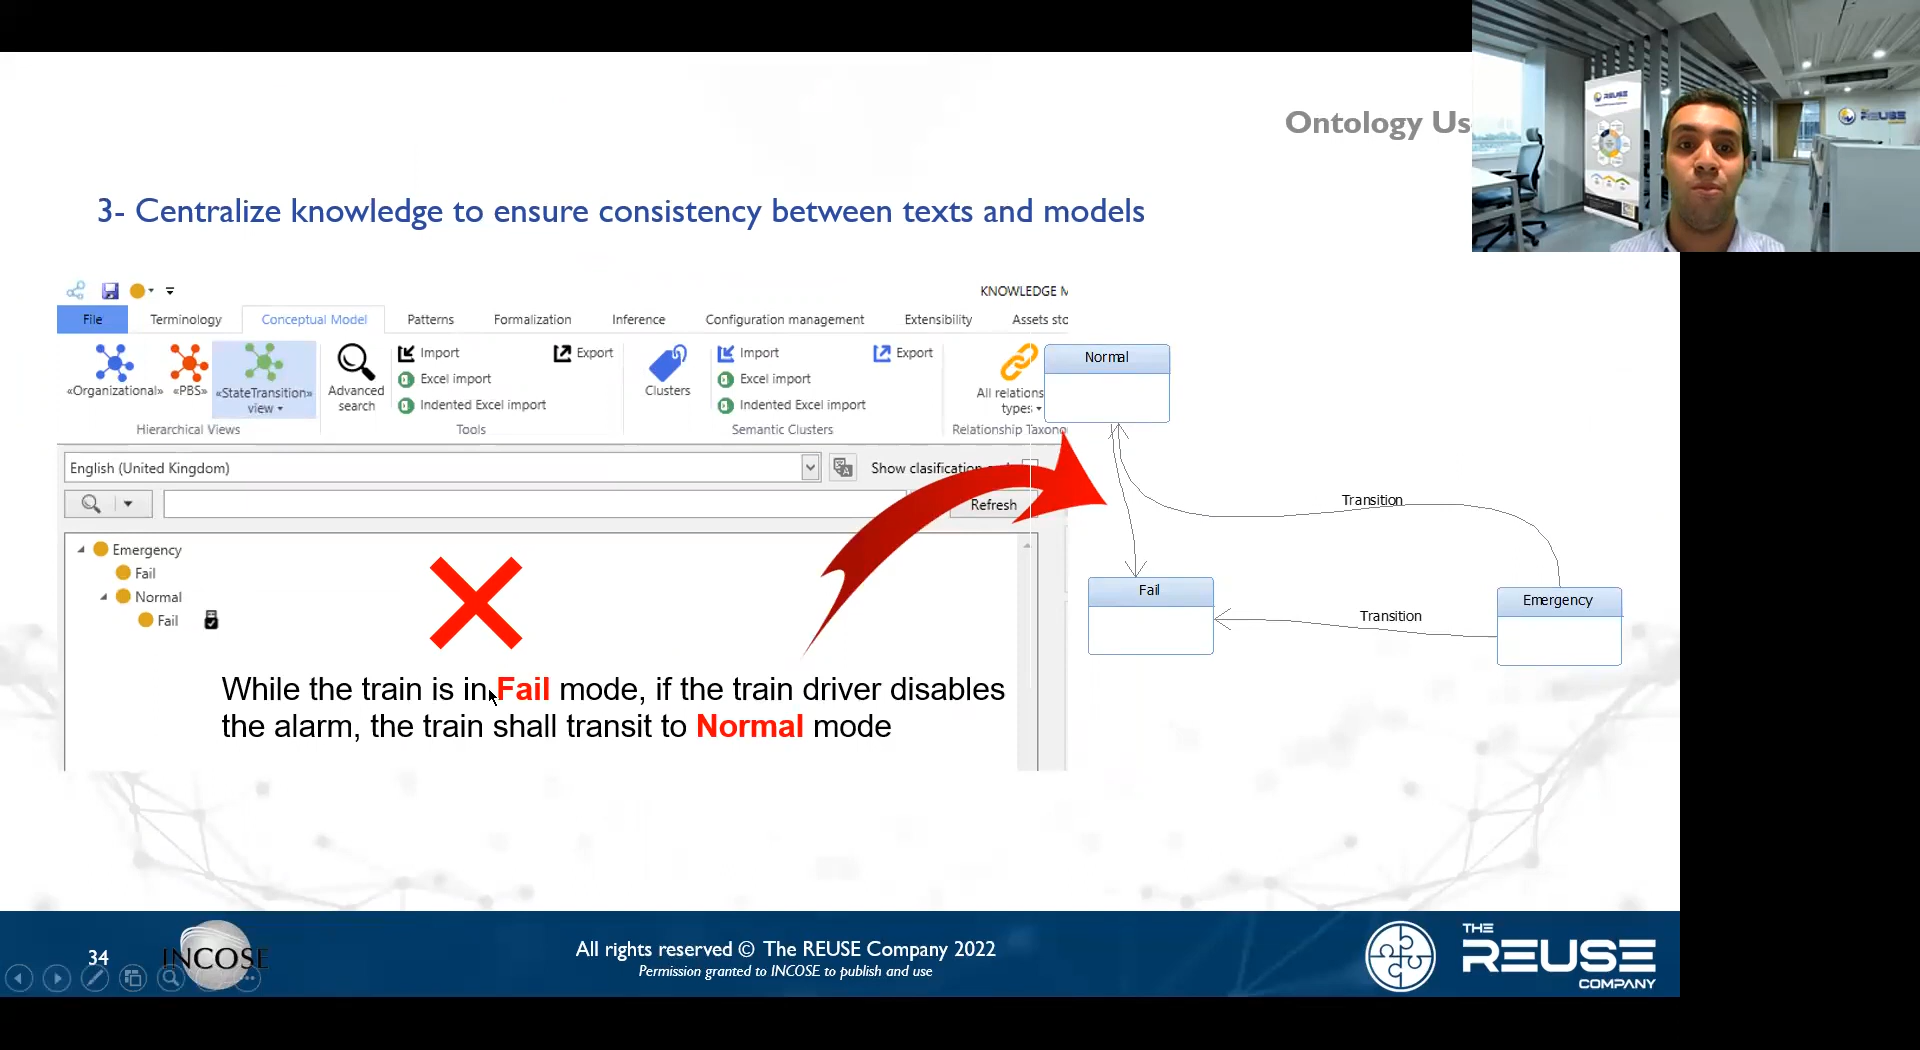 Ontology Us
3- Centralize knowledge to ensure consistency between texts and models
KNOWLEDGE M
File Terminology Conceptual Model Patterns Formalization Inference Configuration management Extensibility Assets sto
«Organizational» «PBS» «StateTransition» view
Hierarchical Views
Advanced search
Import
Excel import
Indented Excel import
Export
Tools
Clusters
Import
Excel import
Indented Excel import
Export
Semantic Clusters
All relations types
Relationship Taxono
English (United Kingdom)
Show clasification
Refresh
Emergency
Fail
Normal
Fail
While the train is in Fail mode, if the train driver disables
the alarm, the train shall transit to Normal mode
Normal
Transition
Fail
Transition
Emergency
34
INCOSE
All rights reserved © The REUSE Company 2022
Permission granted to INCOSE to publish and use
THE
REUSE
COMPANY
REUSE
THE
REUSE